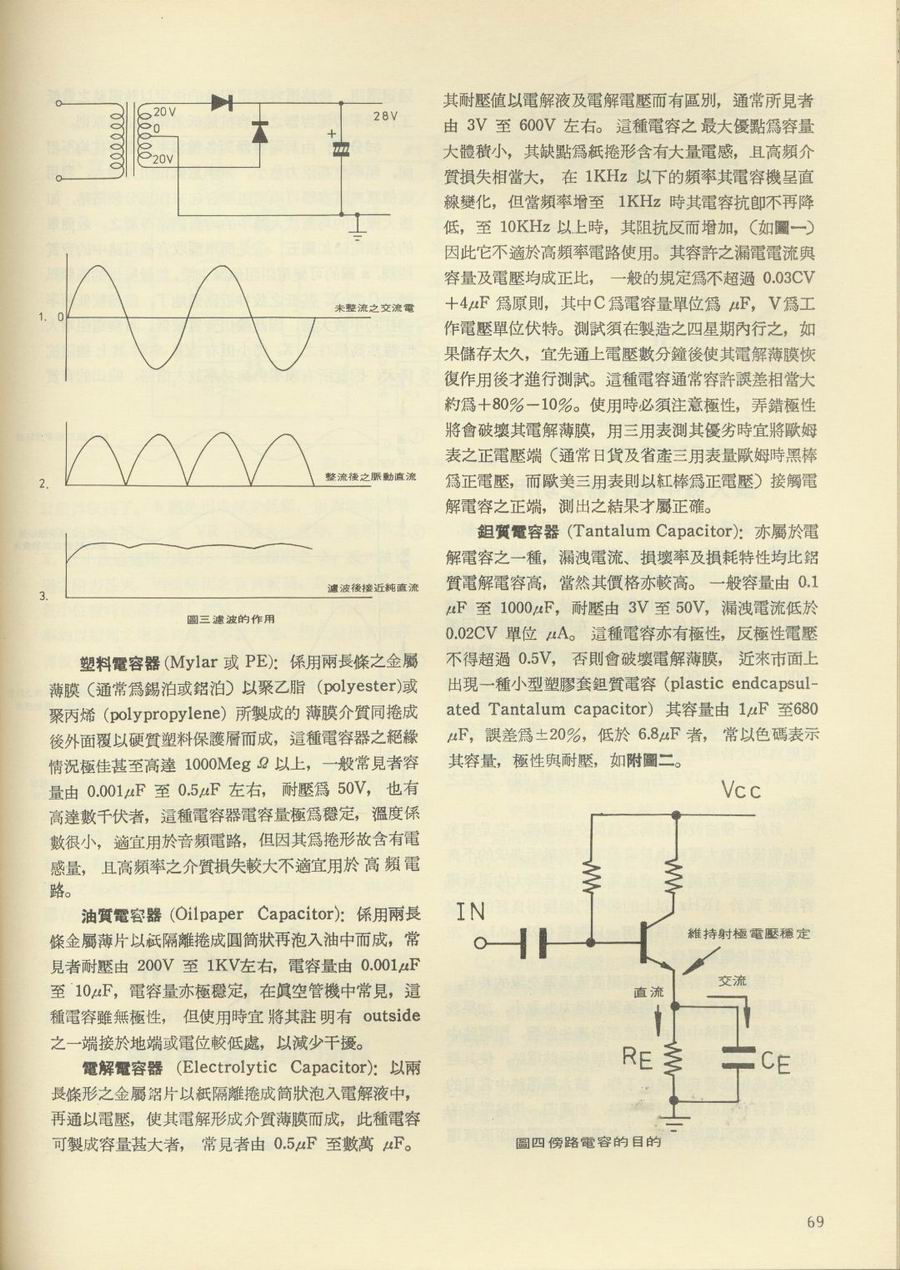 20V
0
20V
+
28V
1. 0
未整流之交流電
2.
整流後之脈動直流
3.
濾波後接近純直流
圖三濾波的作用
塑料電容器 (Mylar 或 PE)：係用兩長條之金屬
薄膜（通常爲錫泊或鋁泊）以聚乙脂 (polyester)或
聚丙烯 (polypropylene) 所製成的 薄膜介質同捲成
後外面覆以硬質塑料保護層而成，這種電容器之絕緣
情況極佳甚至高達 1000Meg Ω 以上，一般常見者容
量由 0.001μF 至 0.5μF 左右，耐壓爲 50V，也有
高達數千伏者，這種電容器電容量極爲穩定，溫度係
數很小，適宜用於音頻電路，但因其爲捲形故含有電
感量，且高頻率之介質損失較大不適宜用於 高 頻 電
路。
油質電容器 (Oilpaper Capacitor)：係用兩長
條金屬薄片以紙隔離捲成圓筒狀再泡入油中而成，常
見者耐壓由 200V 至 1KV左右，電容量由 0.001μF
至 10μF，電容量亦極穩定，在眞空管機中常見，這
種電容雖無極性，但使用時宜 將其註 明有 outside
之一端接於地端或電位較低處，以減少干擾。
電解電容器 (Electrolytic Capacitor)：以兩
長條形之金屬鋁片以紙隔離捲成筒狀泡入電解液中，
再通以電壓，使其電解形成介質薄膜而成，此種電容
可製成容量甚大者，常見者由 0.5μF 至數萬 μF。
其耐壓値以電解液及電解電壓而有區別，通常所見者
由 3V 至 600V 左右。這種電容之 最大優點爲容量
大體積小，其缺點爲紙捲形含有大量電感，且高頻介
質損失相當大， 在 1KHz 以下的頻率其電容機呈直
線變化，但當頻率增至 1KHz 時其電容抗卽不再降
低，至 10KHz 以上時，其阻抗反而增加，（如圖一）
因此它不適於高頻率電路使用。其容許之漏電電流與
容量及電壓均成正比， 一般的規定爲不超過 0.03CV
＋4μF 爲原則，其中C爲電容量單位爲 μF，V爲工
作電壓單位伏特。測試須在製造之四星期內行之，如
果儲存太久，宜先通上電壓數分鐘後使其電解薄膜恢
復作用後才進行測試。這種電容通常容許誤差相當大
約爲＋80%－10%。使用時必須注意極性，弄錯極性
將會破壞其電解薄膜，用三用表測其優劣時宜將歐姆
表之正電壓端（通常日貨及省產三用表量歐姆時黑棒
爲正電壓，而歐美三用表則以紅棒爲正電壓）接觸電
解電容之正端，測出之結果才屬正確。
鉭質電容器 (Tantalum Capacitor)：亦屬於電
解電容之一種，漏洩電流、損壞率及損耗特性均比鋁
質電解電容高，當然其價格亦較高。一般容量由 0.1
μF 至 1000μF，耐壓由 3V 至 50V，漏洩電流低於
0.02CV 單位 μA。這種電容亦有極性，反極性電壓
不得超過 0.5V， 否則會破壞電解薄膜， 近來市面上
出現一種小型塑膠套鉭質電容 (plastic endcapsul-
ated Tantalum capacitor) 其容量由 1μF 至680
μF，誤差爲±20%，低於 6.8μF 者， 常以色碼表示
其容量，極性與耐壓，如附圖二。
Vcc
IN
維持射極電壓穩定
直流
交流
RE
CE
圖四傍路電容的目的
69